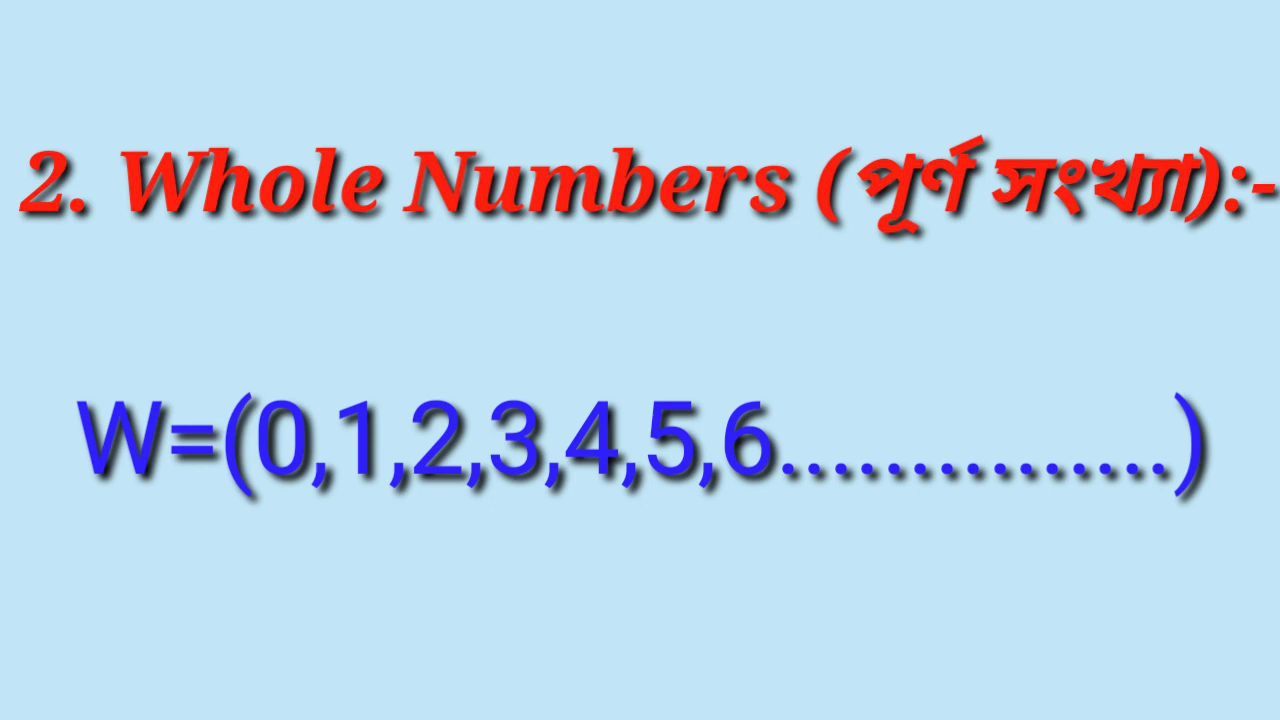 2. Whole Numbers (পূর্ণ সংখ্যা):-
W=(0,1,2,3,4,5,6...............)